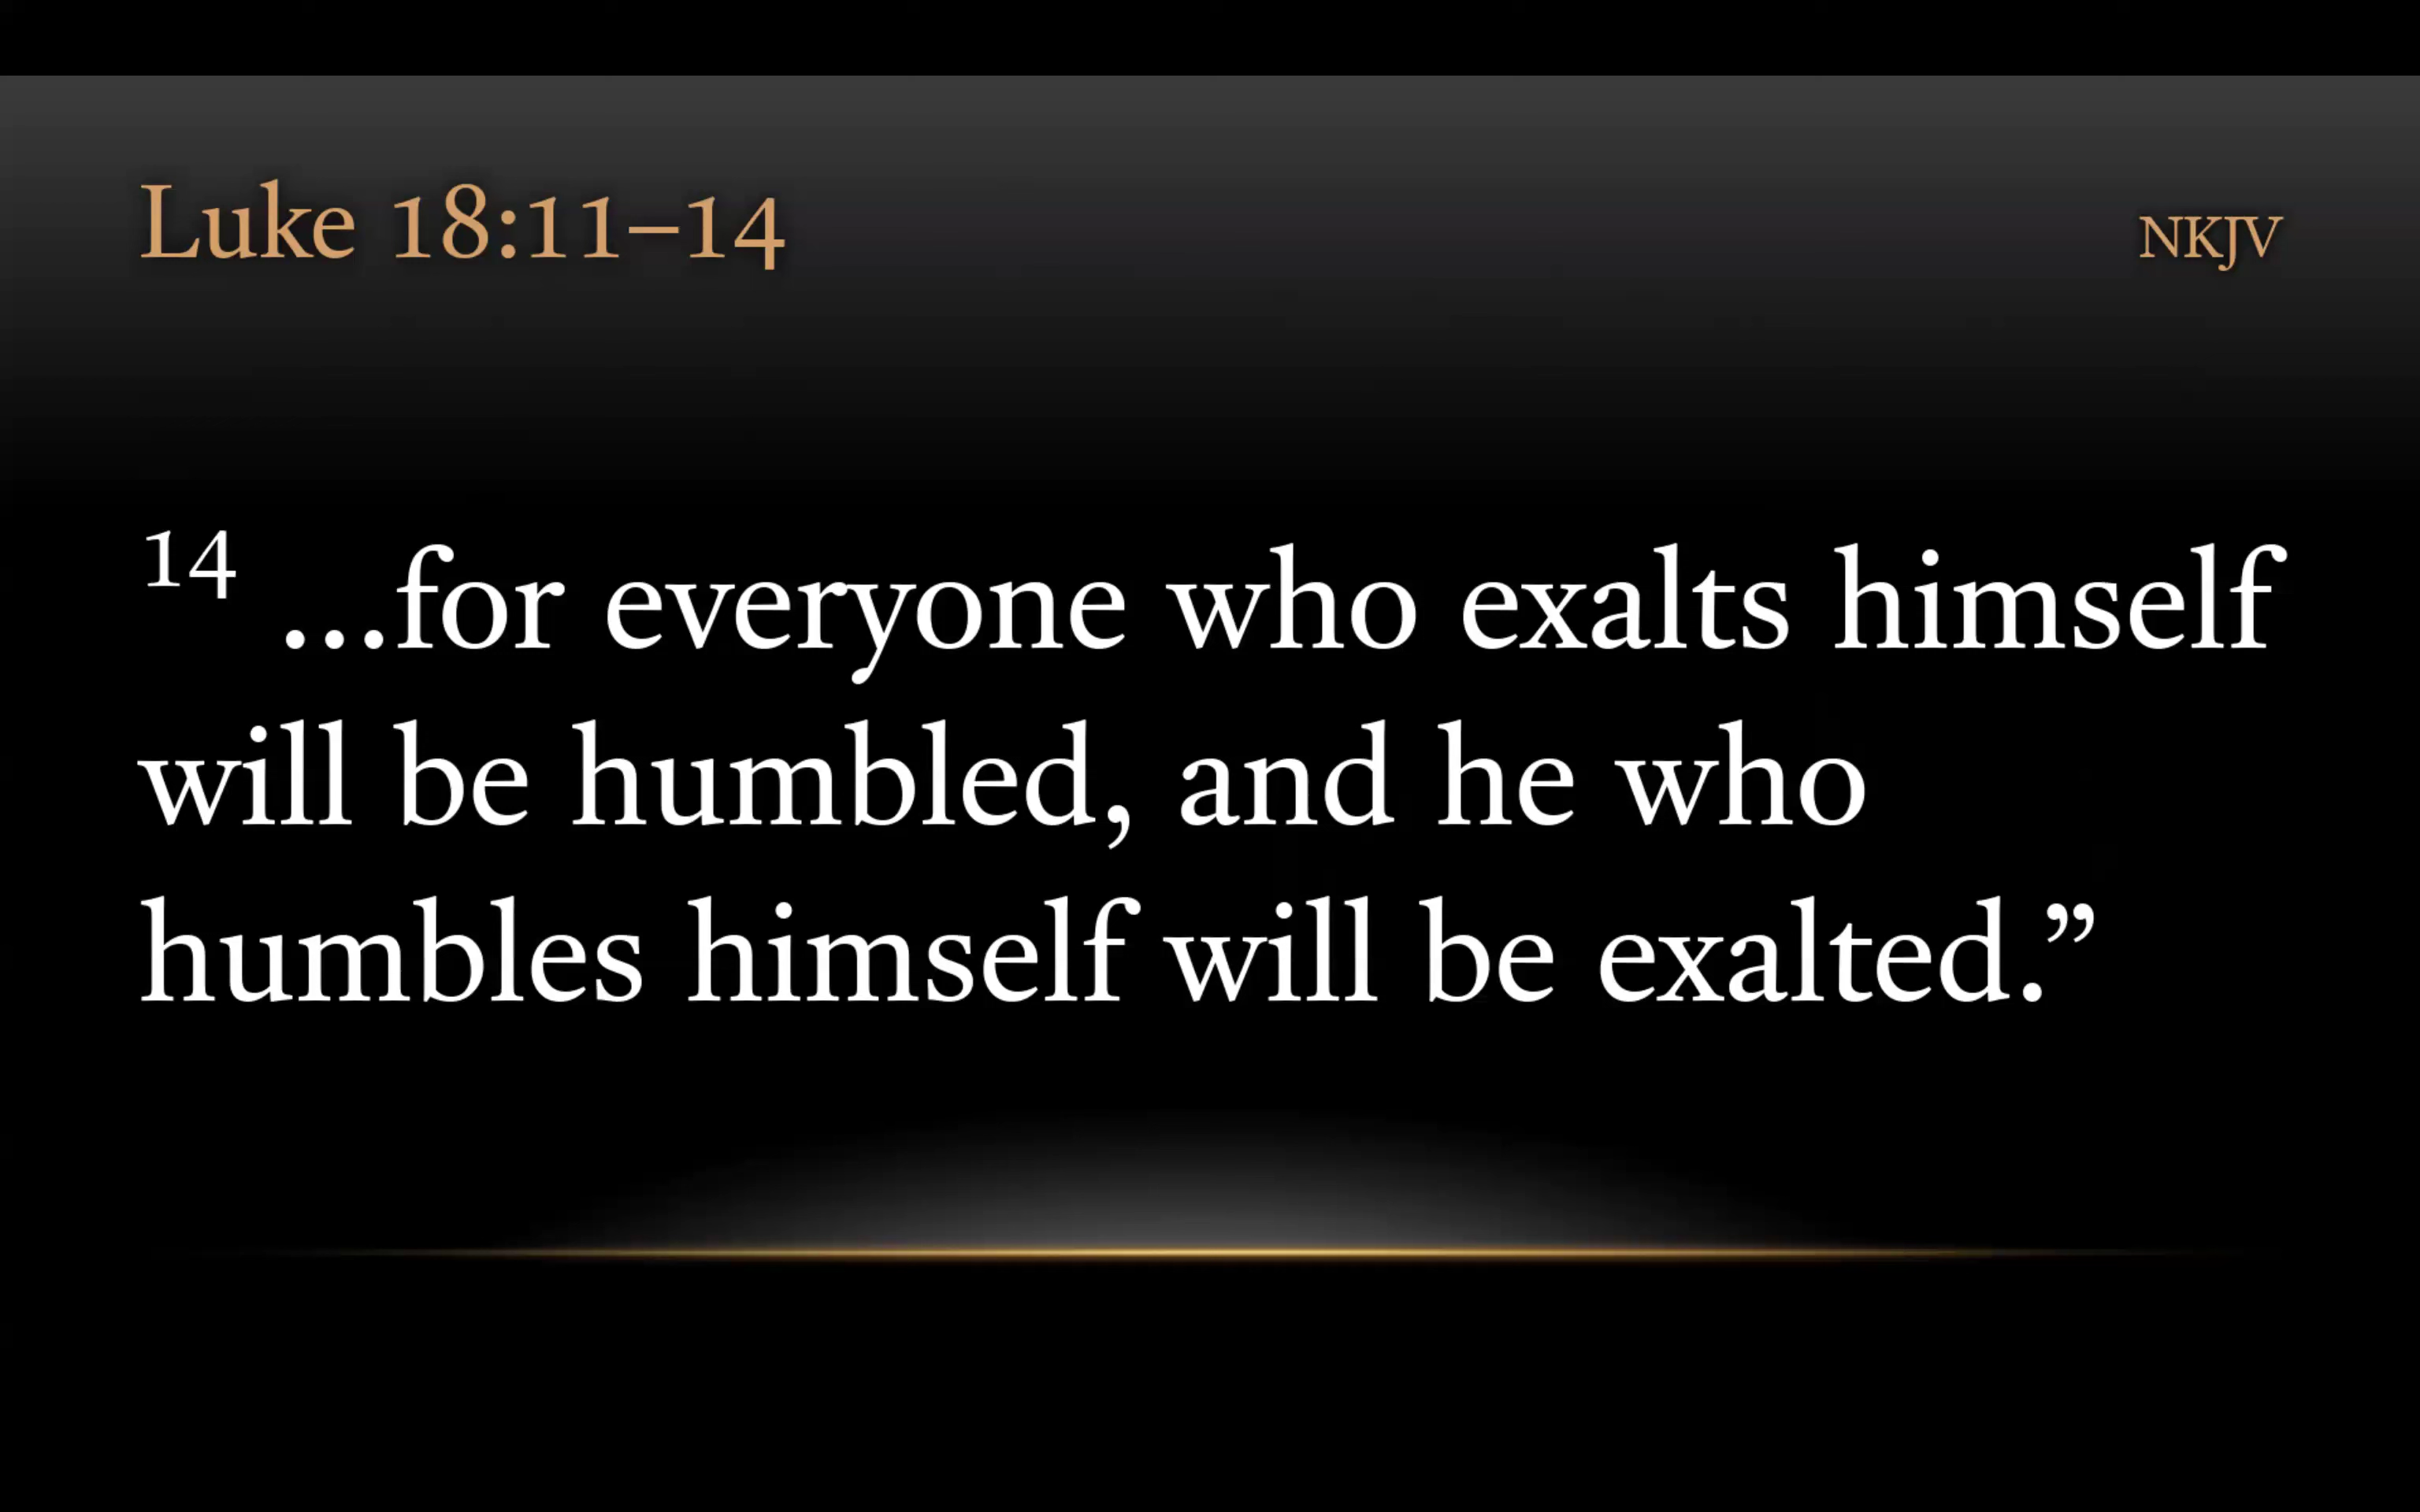 Luke 18:11–14
NKJV
14 ...for everyone who exalts himself
will be humbled, and he who
humbles himself will be exalted.”